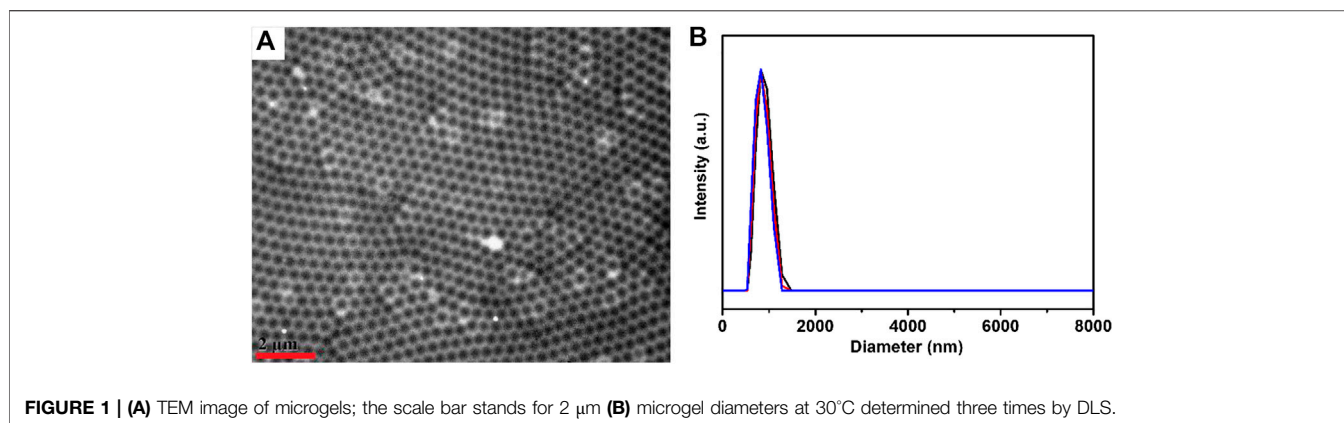 A
2 μm
B
Intensity (a.u.)
0 2000 4000 6000 8000
Diameter (nm)
FIGURE 1 | (A) TEM image of microgels; the scale bar stands for 2 μm (B) microgel diameters at 30°C determined three times by DLS.